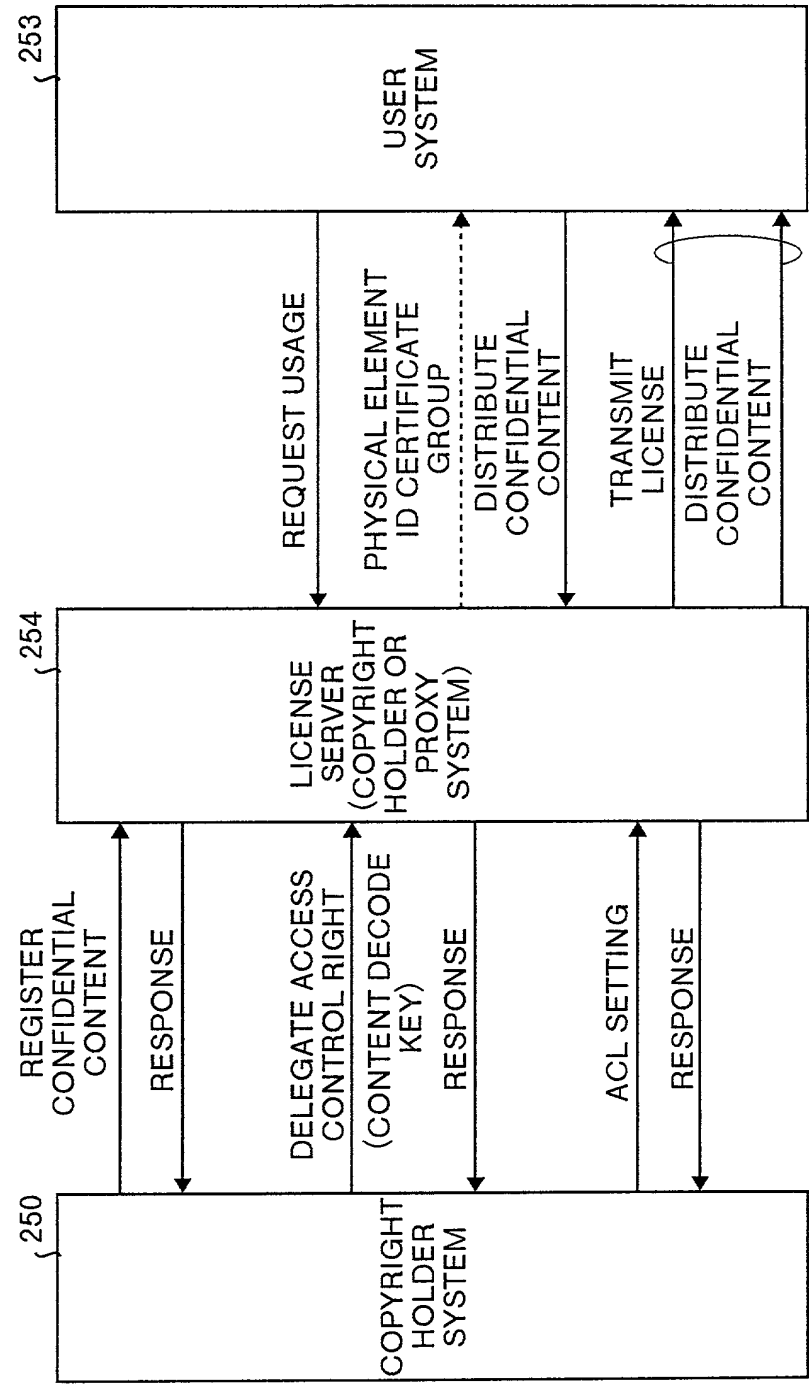 250
COPYRIGHT
HOLDER
SYSTEM
REGISTER
CONFIDENTIAL
CONTENT
RESPONSE
DELEGATE ACCESS
CONTROL RIGHT
(CONTENT DECODE
KEY)
RESPONSE
ACL SETTING
RESPONSE
254
LICENSE
SERVER
(COPYRIGHT
HOLDER OR
PROXY
SYSTEM)
REQUEST USAGE
PHYSICAL ELEMENT
ID CERTIFICATE
GROUP
DISTRIBUTE
CONFIDENTIAL
CONTENT
TRANSMIT
LICENSE
DISTRIBUTE
CONFIDENTIAL
CONTENT
253
USER
SYSTEM